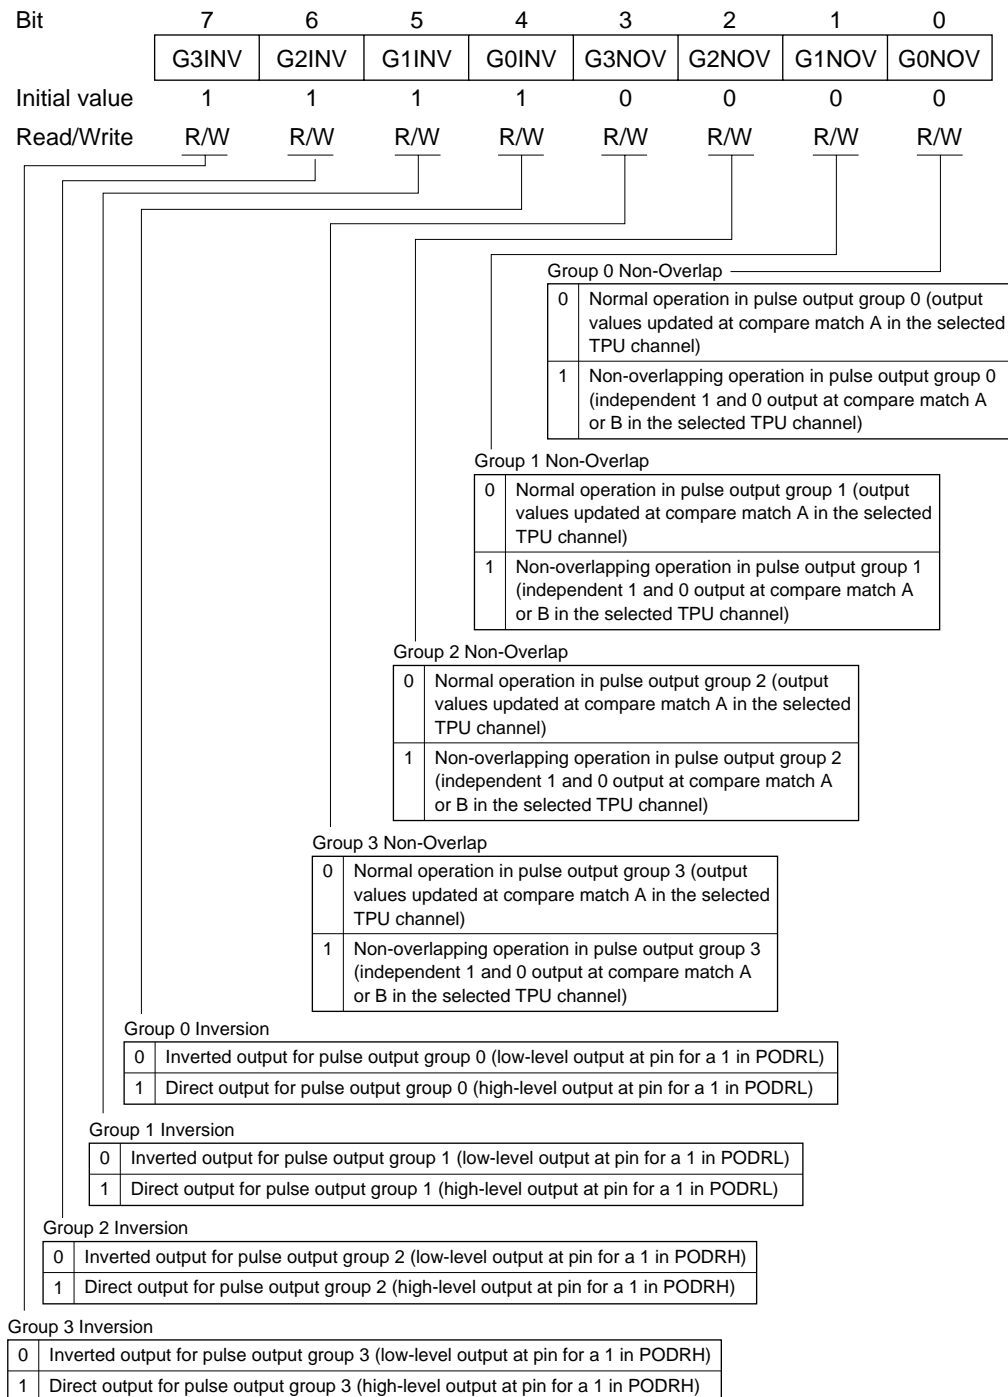 Bit 7 6 5 4 3 2 1 0
G3INV G2INV G1INV G0INV G3NOV G2NOV G1NOV G0NOV
Initial value 1 1 1 1 0 0 0 0
Read/Write R/W R/W R/W R/W R/W R/W R/W R/W
Group 0 Non-Overlap
0 Normal operation in pulse output group 0 (output
values updated at compare match A in the selected
TPU channel)
1 Non-overlapping operation in pulse output group 0
(independent 1 and 0 output at compare match A
or B in the selected TPU channel)
Group 1 Non-Overlap
0 Normal operation in pulse output group 1 (output
values updated at compare match A in the selected
TPU channel)
1 Non-overlapping operation in pulse output group 1
(independent 1 and 0 output at compare match A
or B in the selected TPU channel)
Group 2 Non-Overlap
0 Normal operation in pulse output group 2 (output
values updated at compare match A in the selected
TPU channel)
1 Non-overlapping operation in pulse output group 2
(independent 1 and 0 output at compare match A
or B in the selected TPU channel)
Group 3 Non-Overlap
0 Normal operation in pulse output group 3 (output
values updated at compare match A in the selected
TPU channel)
1 Non-overlapping operation in pulse output group 3
(independent 1 and 0 output at compare match A
or B in the selected TPU channel)
Group 0 Inversion
0 Inverted output for pulse output group 0 (low-level output at pin for a 1 in PODRL)
1 Direct output for pulse output group 0 (high-level output at pin for a 1 in PODRL)
Group 1 Inversion
0 Inverted output for pulse output group 1 (low-level output at pin for a 1 in PODRL)
1 Direct output for pulse output group 1 (high-level output at pin for a 1 in PODRL)
Group 2 Inversion
0 Inverted output for pulse output group 2 (low-level output at pin for a 1 in PODRH)
1 Direct output for pulse output group 2 (high-level output at pin for a 1 in PODRH)
Group 3 Inversion
0 Inverted output for pulse output group 3 (low-level output at pin for a 1 in PODRH)
1 Direct output for pulse output group 3 (high-level output at pin for a 1 in PODRH)